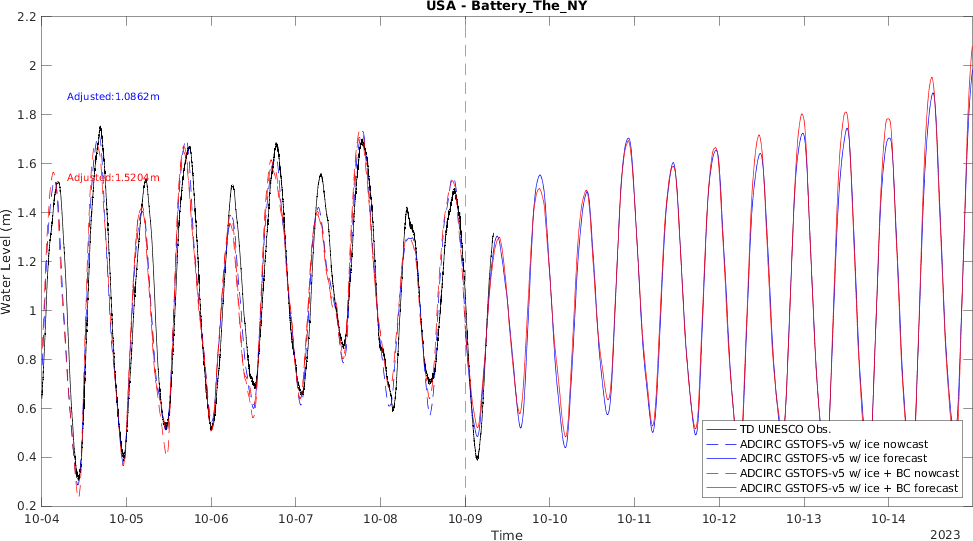 USA - Battery_The_NY
2.2
2
1.8
1.6
1.4
1.2
1
0.8
0.6
0.4
0.2
Water Level (m)
Adjusted:1.0862m
Adjusted:1.5204m
TD UNESCO Obs.
ADCIRC GSTOFS-v5 w/ ice nowcast
ADCIRC GSTOFS-v5 w/ ice forecast
ADCIRC GSTOFS-v5 w/ ice + BC nowcast
ADCIRC GSTOFS-v5 w/ ice + BC forecast
10-04 10-05 10-06 10-07 10-08 10-09 10-10 10-11 10-12 10-13 10-14
Time
2023